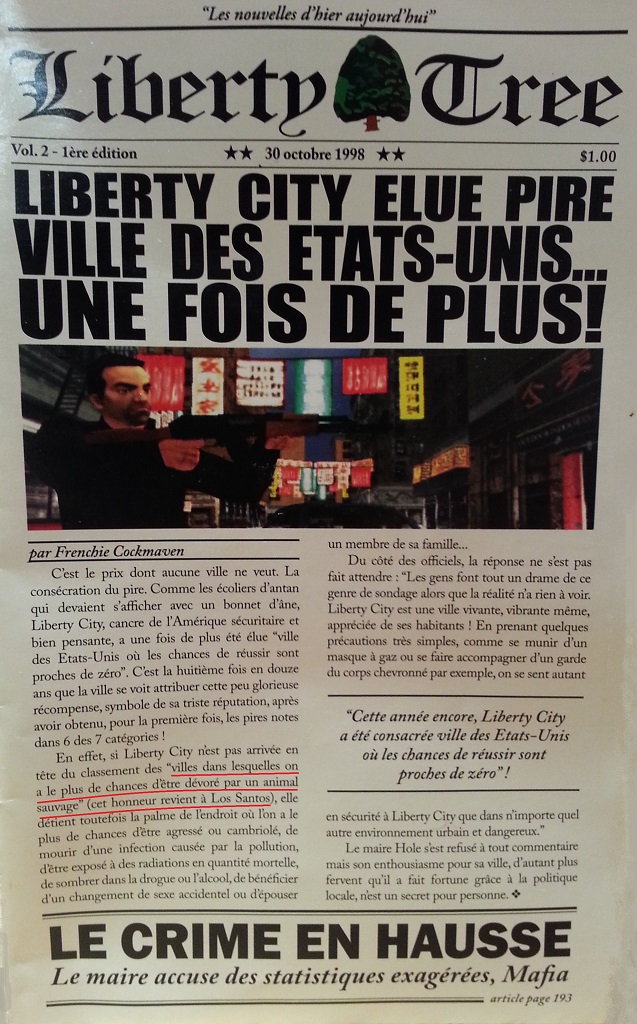 "Les nouvelles d'hier aujourd'hui"
Liberty Tree
Vol. 2 - 1ère édition ★★ 30 octobre 1998 ★★ $1.00
LIBERTY CITY ELUE PIRE
VILLE DES ETATS-UNIS...
UNE FOIS DE PLUS!
par Frenchie Cockmaven
C'est le prix dont aucune ville ne veut. La
consécration du pire. Comme les écoliers d'antan
qui devaient s'afficher avec un bonnet d'âne,
Liberty City, cancre de l'Amérique sécuritaire et
bien pensante, a une fois de plus été élue "ville
des Etats-Unis où les chances de réussir sont
proches de zéro". C'est la huitième fois en douze
ans que la ville se voit attribuer cette peu glorieuse
récompense, symbole de sa triste réputation, après
avoir obtenu, pour la première fois, les pires notes
dans 6 des 7 catégories !
En effet, si Liberty City n'est pas arrivée en
tête du classement des "villes dans lesquelles on
a le plus de chances d'être dévoré par un animal
sauvage" (cet honneur revient à Los Santos), elle
détient toutefois la palme de l'endroit où l'on a le
plus de chances d'être agressé ou cambriolé, de
mourir d'une infection causée par la pollution,
d'être exposé à des radiations en quantité mortelle,
de sombrer dans la drogue ou l'alcool, de bénéficier
d'un changement de sexe accidentel ou d'épouser
un membre de sa famille...
Du côté des officiels, la réponse ne s'est pas
fait attendre : "Les gens font tout un drame de ce
genre de sondage alors que la réalité n'a rien à voir.
Liberty City est une ville vivante, vibrante même,
appréciée de ses habitants ! En prenant quelques
précautions très simples, comme se munir d'un
masque à gaz ou se faire accompagner d'un garde
du corps chevronné par exemple, on se sent autant
"Cette année encore, Liberty City
a été consacrée ville des Etats-Unis
où les chances de réussir sont
proches de zéro" !
en sécurité à Liberty City que dans n'importe quel
autre environnement urbain et dangereux."
Le maire Hole s'est refusé à tout commentaire
mais son enthousiasme pour sa ville, d'autant plus
fervent qu'il a fait fortune grâce à la politique
locale, n'est un secret pour personne. ❖
LE CRIME EN HAUSSE
Le maire accuse des statistiques exagérées, Mafia
article page 193